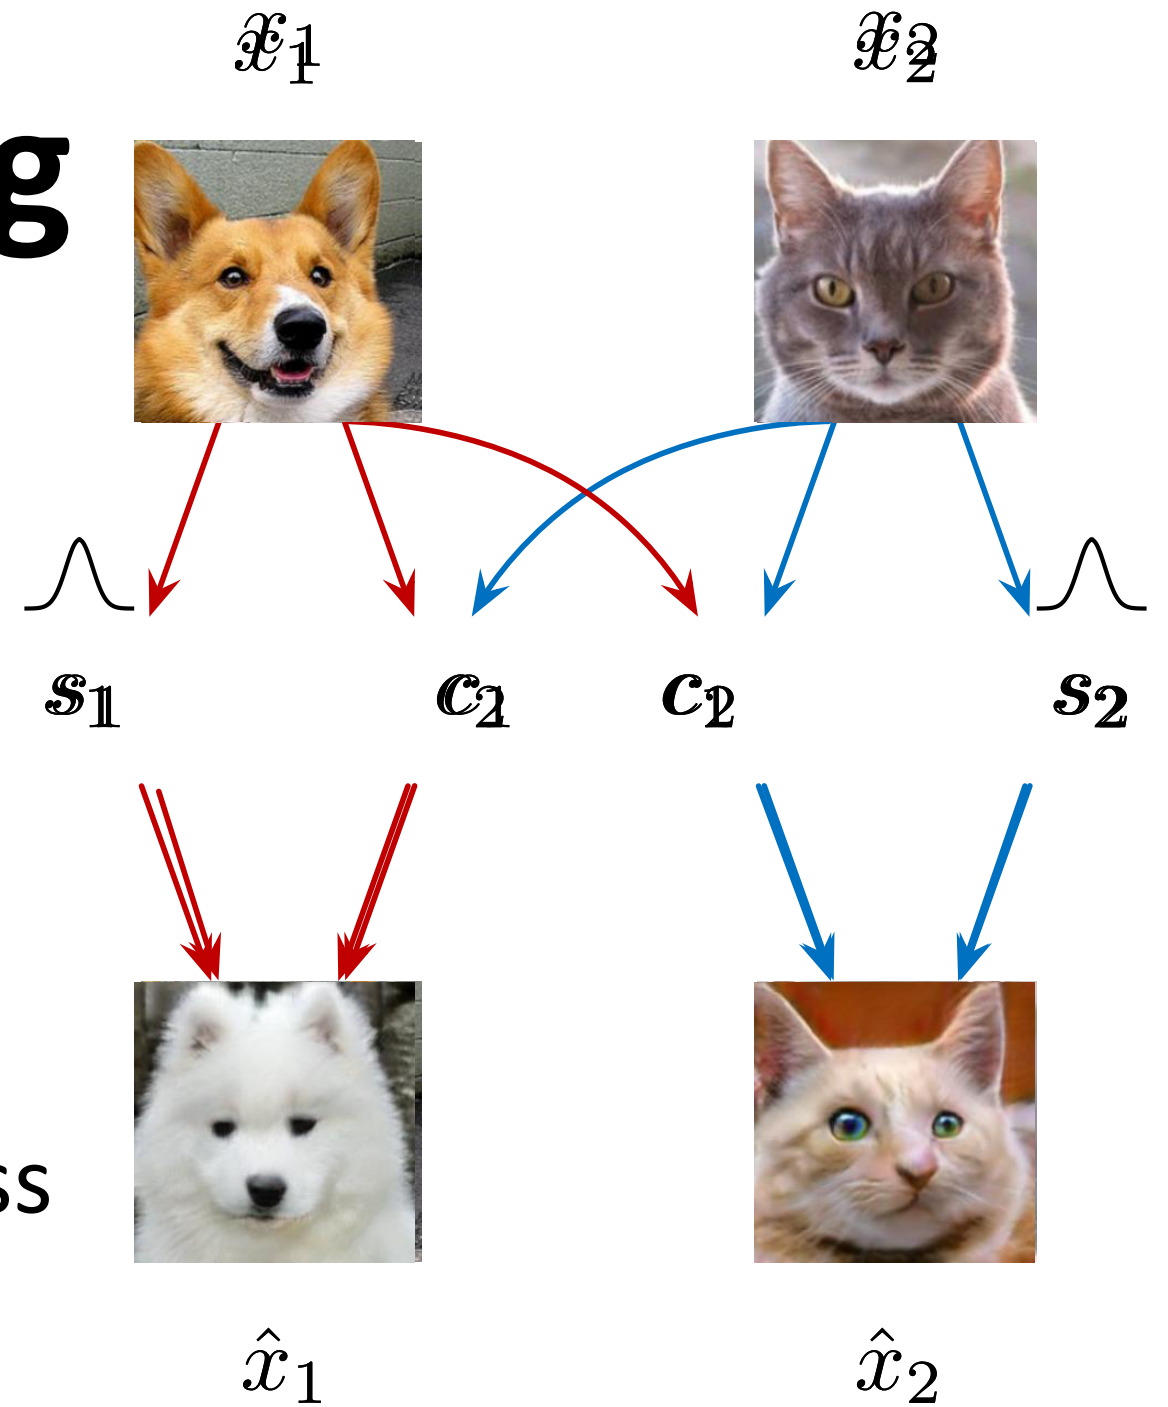 x₁ x₂
g
s₁ c₂ c₁ s₂
ss
x̂₁ x̂₂